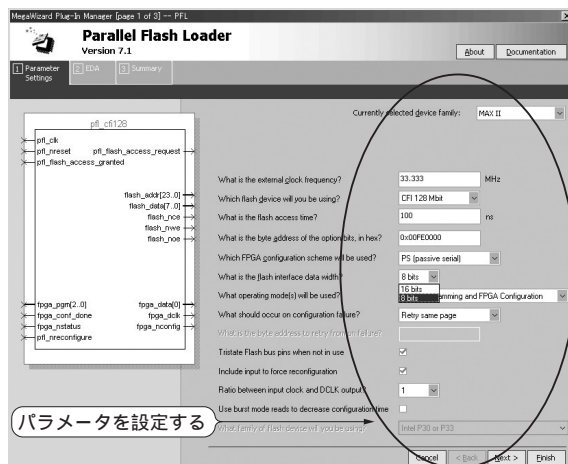 MegaWizard Plug-In Manager [page 1 of 3] -- PFL
Parallel Flash Loader
Version 7.1
About
Documentation
1 Parameter Settings
2 EDA
3 Summary
Currently selected device family:
MAX II
pfl_cfi128
pfl_clk
pfl_nreset
pfl_flash_access_request
pfl_flash_access_granted
flash_addr[23..0]
flash_data[7..0]
flash_nce
flash_nwe
flash_noe
fpga_pgm[2..0]
fpga_data[0]
fpga_conf_done
fpga_dclk
fpga_nstatus
fpga_nconfig
pfl_nreconfigure
What is the external clock frequency?
33.333
MHz
Which flash device will you be using?
CFI 128 Mbit
What is the flash access time?
100
ns
What is the byte address of the option bits, in hex?
0x00FE0000
Which FPGA configuration scheme will be used?
PS (passive serial)
What is the flash interface data width?
8 bits
16 bits
8 bits
What operating mode(s) will be used?
mming and FPGA Configuration
What should occur on configuration failure?
Retry same page
What is the byte address to retry from on failure?
Tristate Flash bus pins when not in use
Include input to force reconfiguration
Ratio between input clock and DCLK output?
1
Use burst mode reads to decrease configuration time
What family of flash device will you be using?
Intel P30 or P33
パラメータを設定する
Cancel
< Back
Next >
Finish